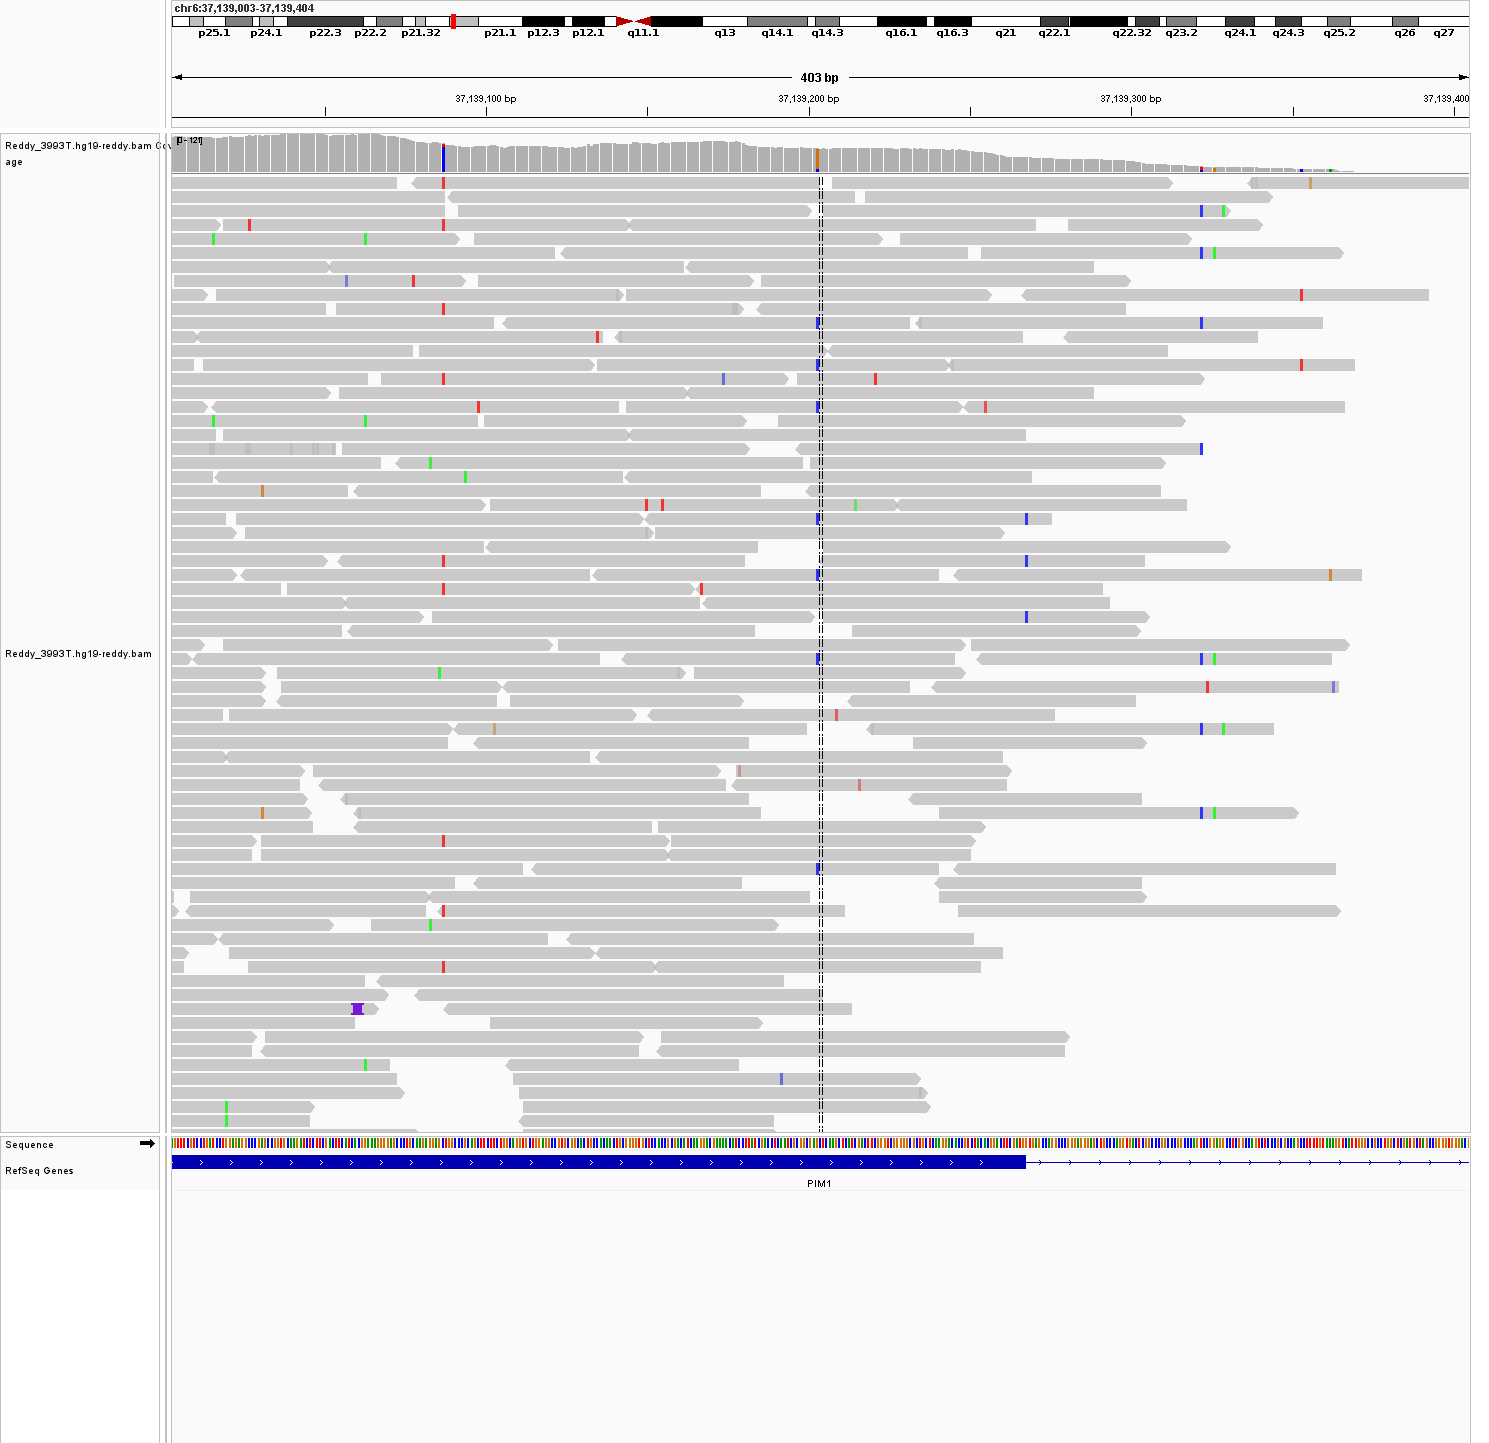 chr6:37,139,003-37,139,404
p25.1 p24.1 p22.3 p22.2 p21.32 p21.1 p12.3 p12.1 q11.1 q13 q14.1 q14.3 q16.1 q16.3 q21 q22.1 q22.32 q23.2 q24.1 q24.3 q25.2 q26 q27
403 bp
37,139,100 bp 37,139,200 bp 37,139,300 bp 37,139,400
Reddy_3993T.hg19-reddy.bam Cov
age
[0 - 121]
Reddy_3993T.hg19-reddy.bam
Sequence
RefSeq Genes
PIM1